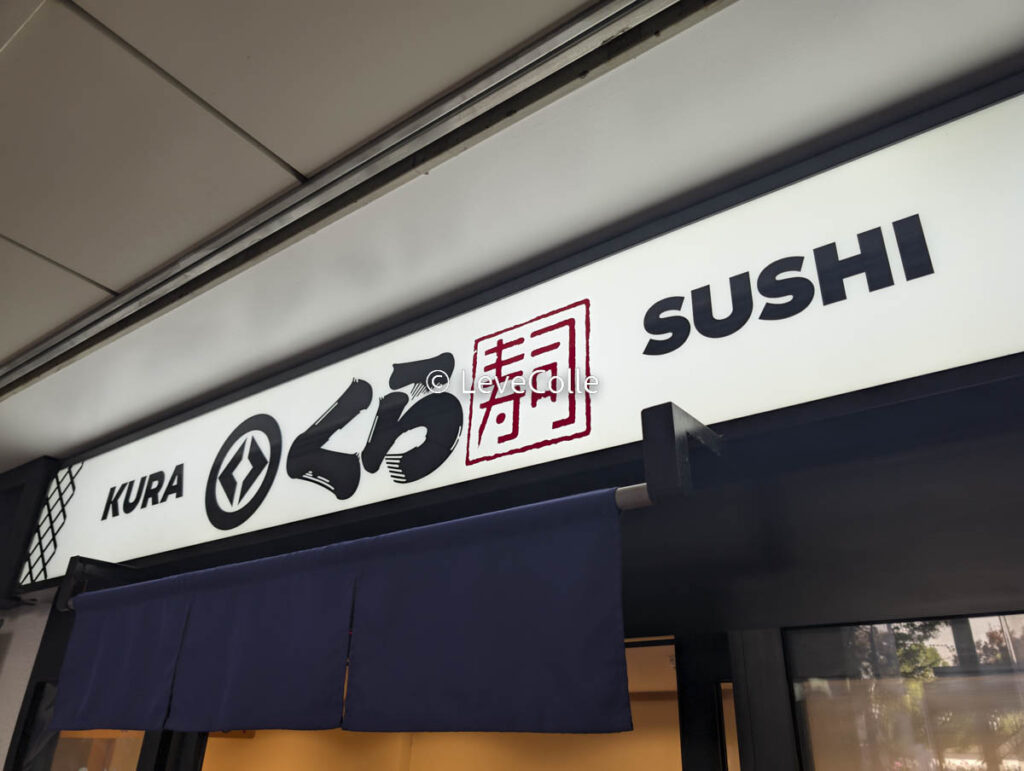 KURA くら寿司 SUSHI
© LeveColle